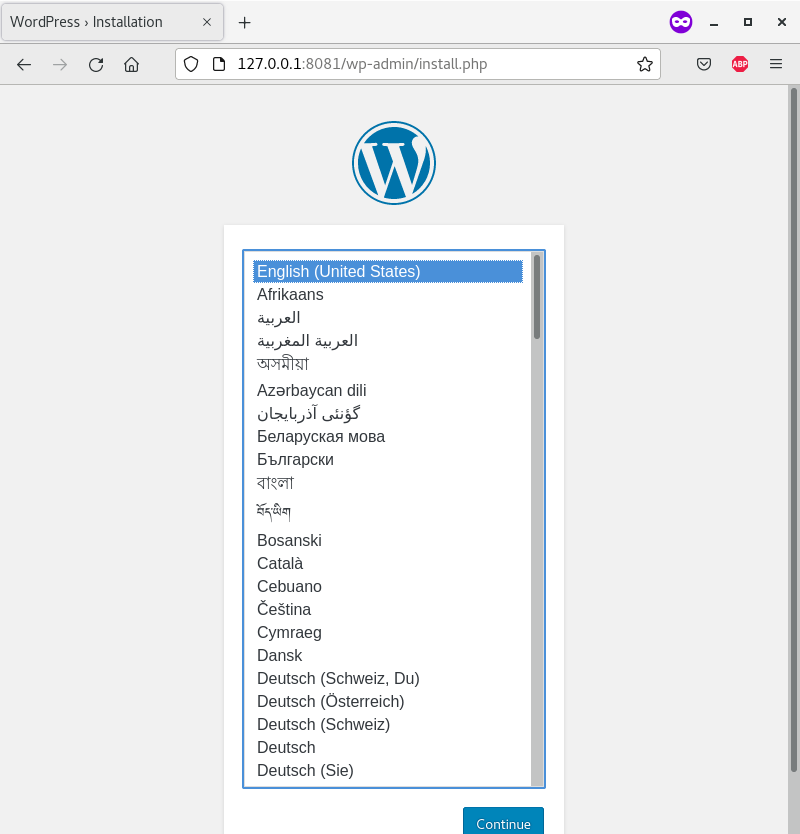 WordPress › Installation
127.0.0.1:8081/wp-admin/install.php
ABP
English (United States)
Afrikaans
العربية
العربية المغربية
অসমীয়া
Azərbaycan dili
گؤنئی آذربایجان
Беларуская мова
Български
বাংলা
བོད་ཡིག
Bosanski
Català
Cebuano
Čeština
Cymraeg
Dansk
Deutsch (Schweiz, Du)
Deutsch (Österreich)
Deutsch (Schweiz)
Deutsch
Deutsch (Sie)
Continue